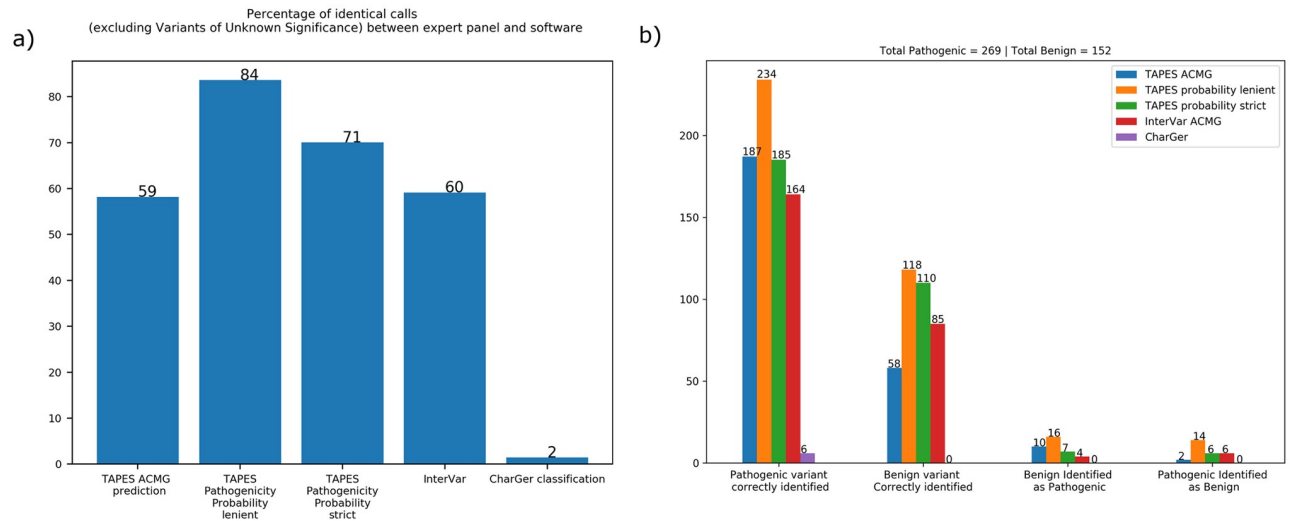 a)
Percentage of identical calls
(excluding Variants of Unknown Significance) between expert panel and software
80
70
60
50
40
30
20
10
0
59
84
71
60
2
TAPES ACMG
prediction
TAPES
Pathogenicity
Probability
lenient
TAPES
Pathogenicity
Probability
strict
InterVar
CharGer classification
b)
Total Pathogenic = 269 | Total Benign = 152
TAPES ACMG
TAPES probability lenient
TAPES probability strict
InterVar ACMG
CharGer
200
150
100
50
0
187
234
185
164
6
58
118
110
85
0
10
16
7
4
0
2
14
6
6
0
Pathogenic variant
correctly identified
Benign variant
Correctly identified
Benign Identified
as Pathogenic
Pathogenic Identified
as Benign